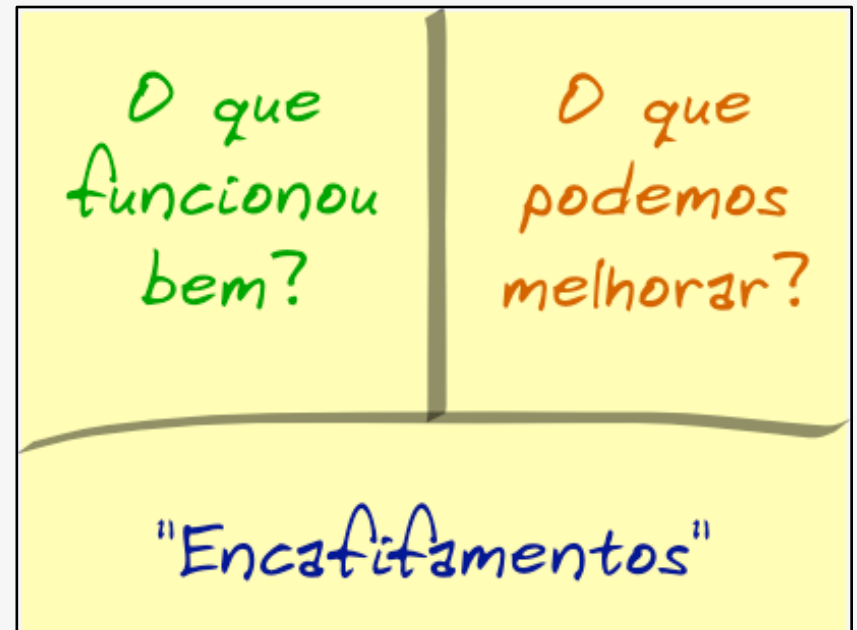 O que
funcionou
bem?
O que
podemos
melhorar?
"Encafifamentos"